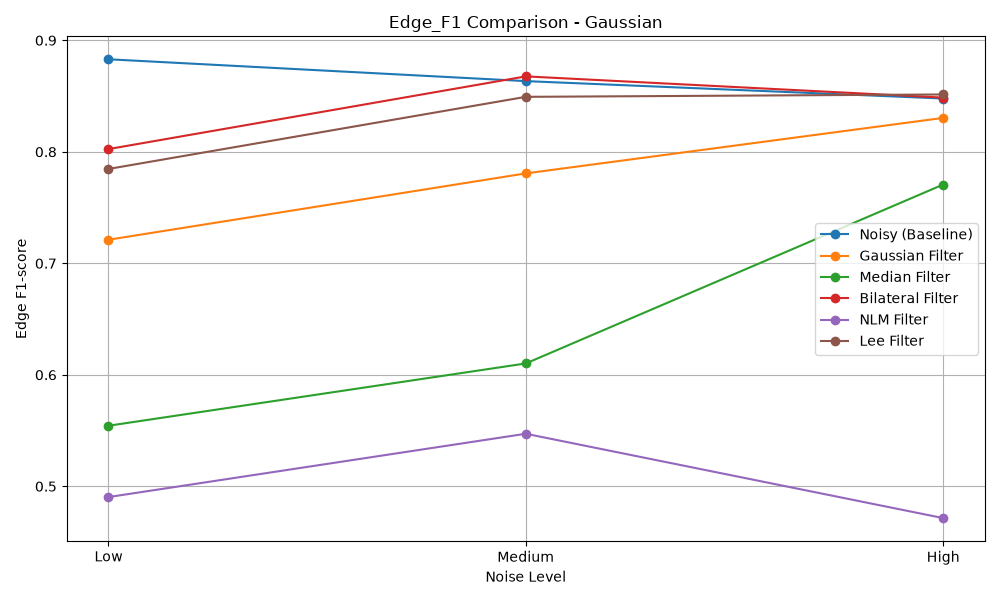 Edge_F1 Comparison - Gaussian
Edge F1-score
0.9
0.8
0.7
0.6
0.5
Low
Medium
High
Noise Level
Noisy (Baseline)
Gaussian Filter
Median Filter
Bilateral Filter
NLM Filter
Lee Filter